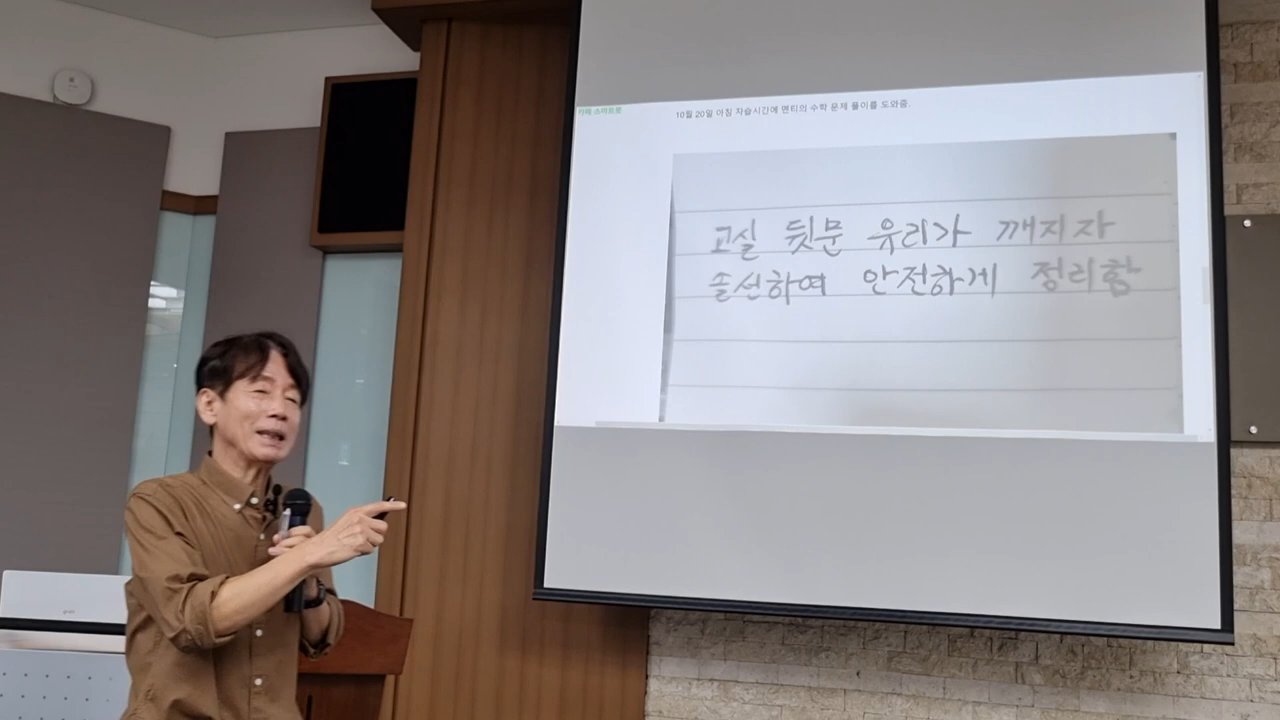 10월 20일 아침 자습시간에 멘티의 수학 문제 풀이를 도와줌.
교실 뒷문 유리가 깨지자
솔선하여 안전하게 정리함